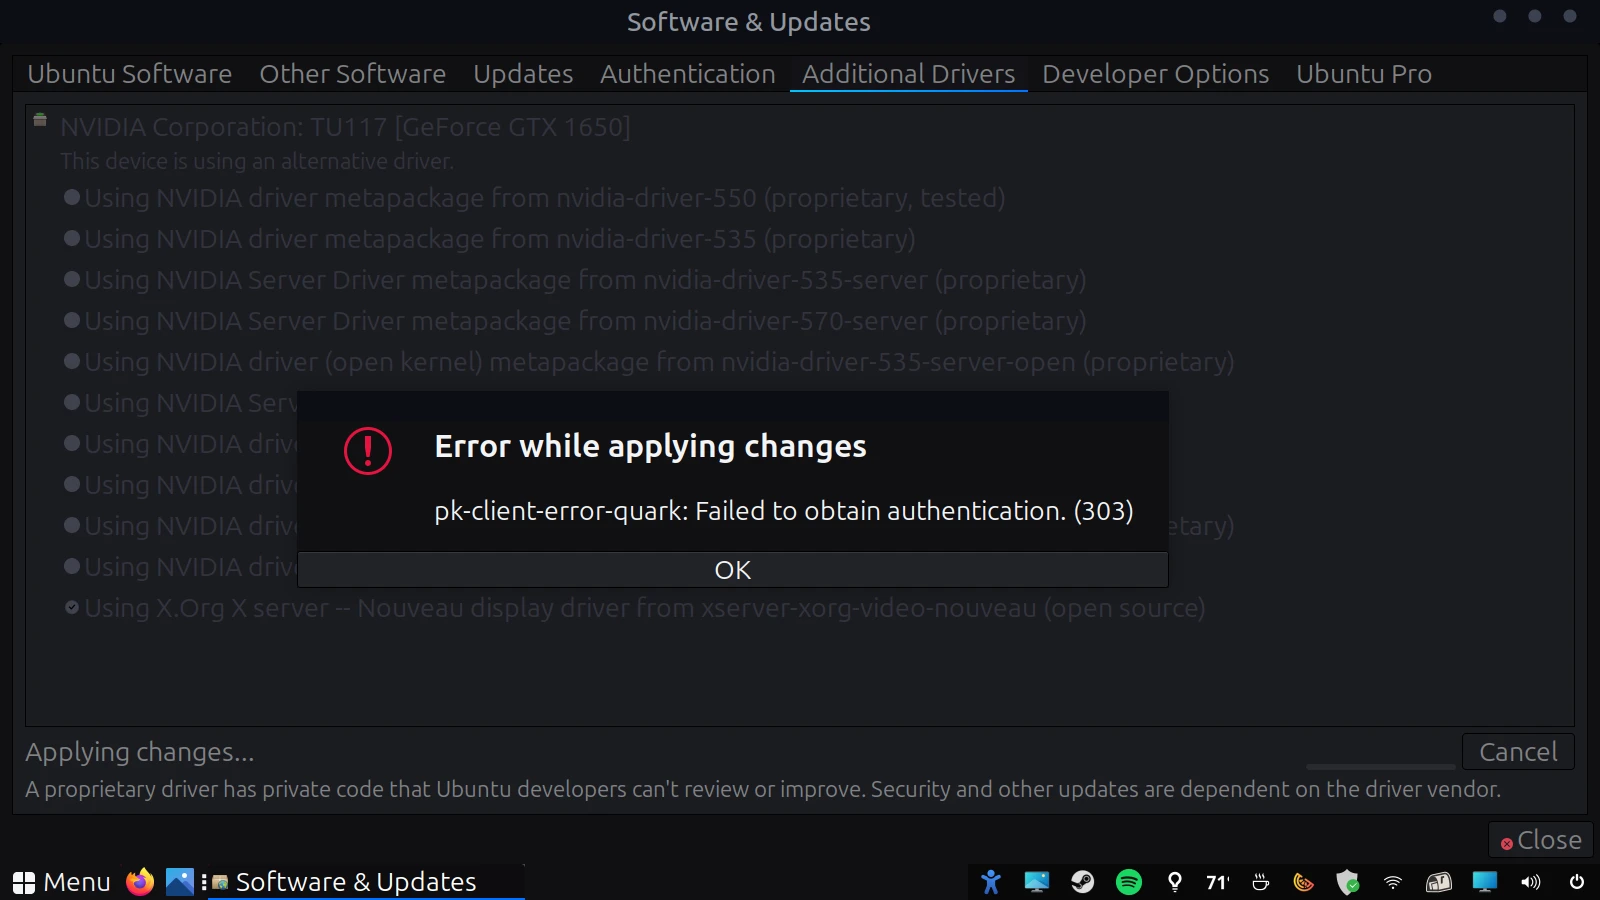 Software & Updates
Ubuntu Software Other Software Updates Authentication Additional Drivers Developer Options Ubuntu Pro
NVIDIA Corporation: TU117 [GeForce GTX 1650]
This device is using an alternative driver.
Using NVIDIA driver metapackage from nvidia-driver-550 (proprietary, tested)
Using NVIDIA driver metapackage from nvidia-driver-535 (proprietary)
Using NVIDIA Server Driver metapackage from nvidia-driver-535-server (proprietary)
Using NVIDIA Server Driver metapackage from nvidia-driver-570-server (proprietary)
Using NVIDIA driver (open kernel) metapackage from nvidia-driver-535-server-open (proprietary)
Using NVIDIA
Using NVIDIA
Using NVIDIA
Using NVIDIA
Using NVIDIA
Error while applying changes
pk-client-error-quark: Failed to obtain authentication. (303)
OK
Using X.Org X server -- Nouveau display driver from xserver-xorg-video-nouveau (open source)
Applying changes...
Cancel
A proprietary driver has private code that Ubuntu developers can't review or improve. Security and other updates are dependent on the driver vendor.
Close
Menu Software & Updates 71°